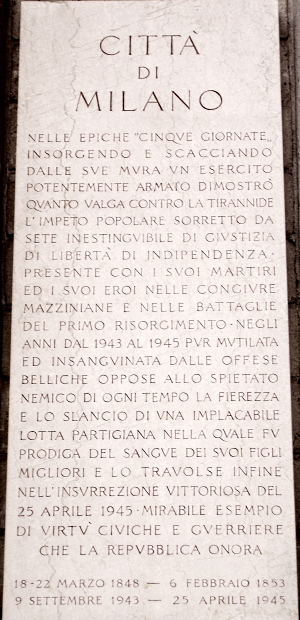 CITTÀ
DI
MILANO
NELLE EPICHE "CINQVE GIORNATE„
INSORGENDO E SCACCIANDO
DALLE SVE MVRA VN ESERCITO
POTENTEMENTE ARMATO DIMOSTRÒ
QVANTO VALGA CONTRO LA TIRANNIDE
L'IMPETO POPOLARE SORRETTO DA
SETE INESTINGVIBILE DI GIVSTIZIA
DI LIBERTÀ DI INDIPENDENZA·
PRESENTE CON I SVOI MARTIRI
ED I SVOI EROI NELLE CONGIVRE
MAZZINIANE E NELLE BATTAGLIE
DEL PRIMO RISORGIMENTO·NEGLI
ANNI DAL 1943 AL 1945 PVR MVTILATA
ED INSANGVINATA DALLE OFFESE
BELLICHE OPPOSE ALLO SPIETATO
NEMICO DI OGNI TEMPO LA FIEREZZA
E LO SLANCIO DI VNA IMPLACABILE
LOTTA PARTIGIANA NELLA QVALE FV
PRODIGA DEL SANGVE DEI SVOI FIGLI
MIGLIORI E LO TRAVOLSE INFINE
NELL'INSVRREZIONE VITTORIOSA DEL
25 APRILE 1945·MIRABILE ESEMPIO
DI VIRTV̀ CIVICHE E GVERRIERE
CHE LA REPVBBLICA ONORA
18-22 MARZO 1848 — 6 FEBBRAIO 1853
9 SETTEMBRE 1943 — 25 APRILE 1945